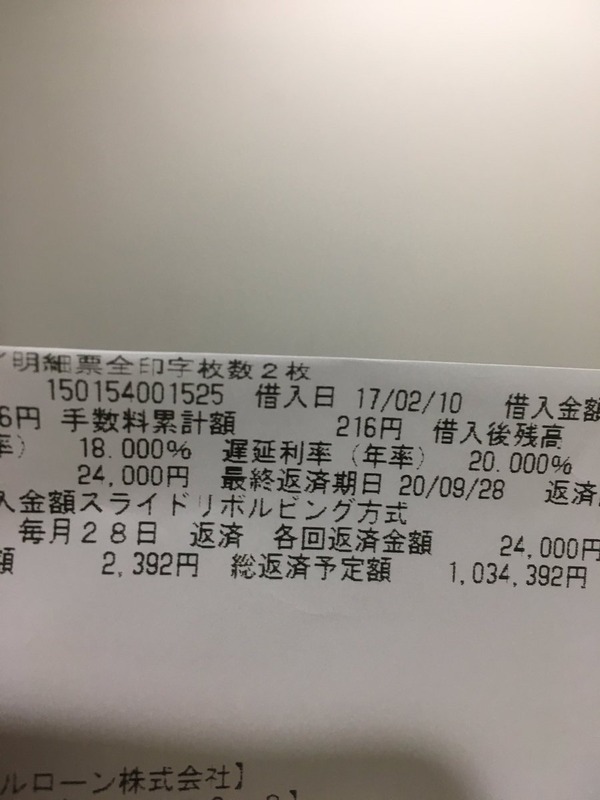 明細票全印字枚数2枚
150154001525 借入日 17/02/10 借入金額
6円 手数料累計額 216円 借入後残高
率） 18.000% 遅延利率（年率） 20.000%
24,000円 最終返済期日 20/09/28 返済
入金額スライドリボルビング方式
毎月28日 返済 各回返済金額 24,000円
額 2,392円 総返済予定額 1,034,392円
ルローン株式会社】